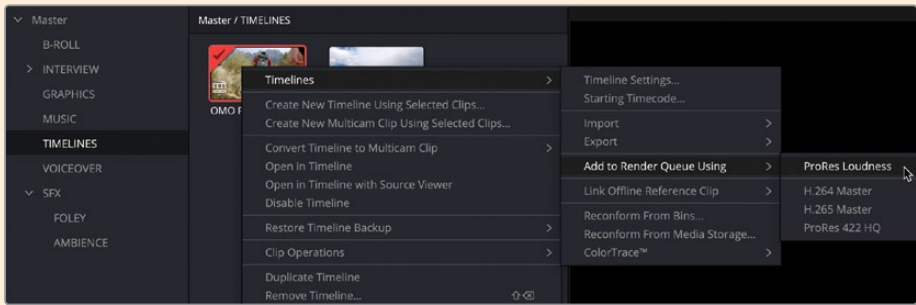 Master
B-ROLL
INTERVIEW
GRAPHICS
MUSIC
TIMELINES
VOICEOVER
SFX
FOLEY
AMBIENCE
Master / TIMELINES
OMO
Timelines
Create New Timeline Using Selected Clips...
Create New Multicam Clip Using Selected Clips...
Convert Timeline to Multicam Clip
Open in Timeline
Open in Timeline with Source Viewer
Disable Timeline
Restore Timeline Backup
Clip Operations
Duplicate Timeline
Remove Timeline...
Timeline Settings...
Starting Timecode...
Import
Export
Add to Render Queue Using
Link Offline Reference Clip
Reconform From Bins...
Reconform From Media Storage...
ColorTrace™
ProRes Loudness
H.264 Master
H.265 Master
ProRes 422 HQ